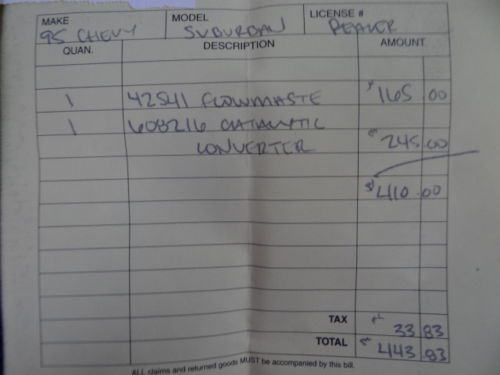 MAKE MODEL LICENSE #
95 CHEVY SUBURBAN
QUAN. DESCRIPTION AMOUNT
1 42541 FLOWMASTE $165.00
1 608216 CATALYTIC
CONVERTER 245.00
$410.00
TAX 33 83
TOTAL 443 83
ALL claims and returned goods MUST be accompanied by this bill.